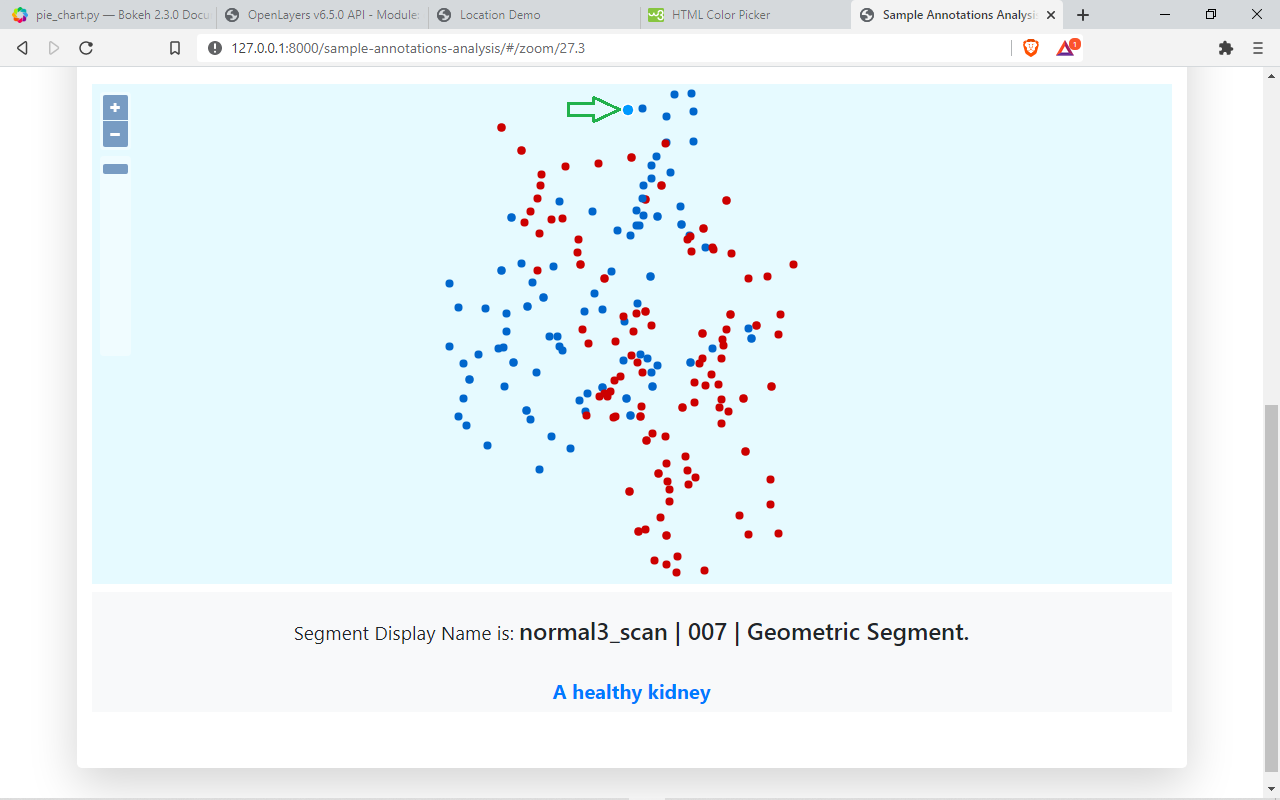 pie_chart.py — Bokeh 2.3.0 Docu
OpenLayers v6.5.0 API - Module:
Location Demo
HTML Color Picker
Sample Annotations Analysi
127.0.0.1:8000/sample-annotations-analysis/#/zoom/27.3
1
+
−
Segment Display Name is: normal3_scan | 007 | Geometric Segment.
A healthy kidney